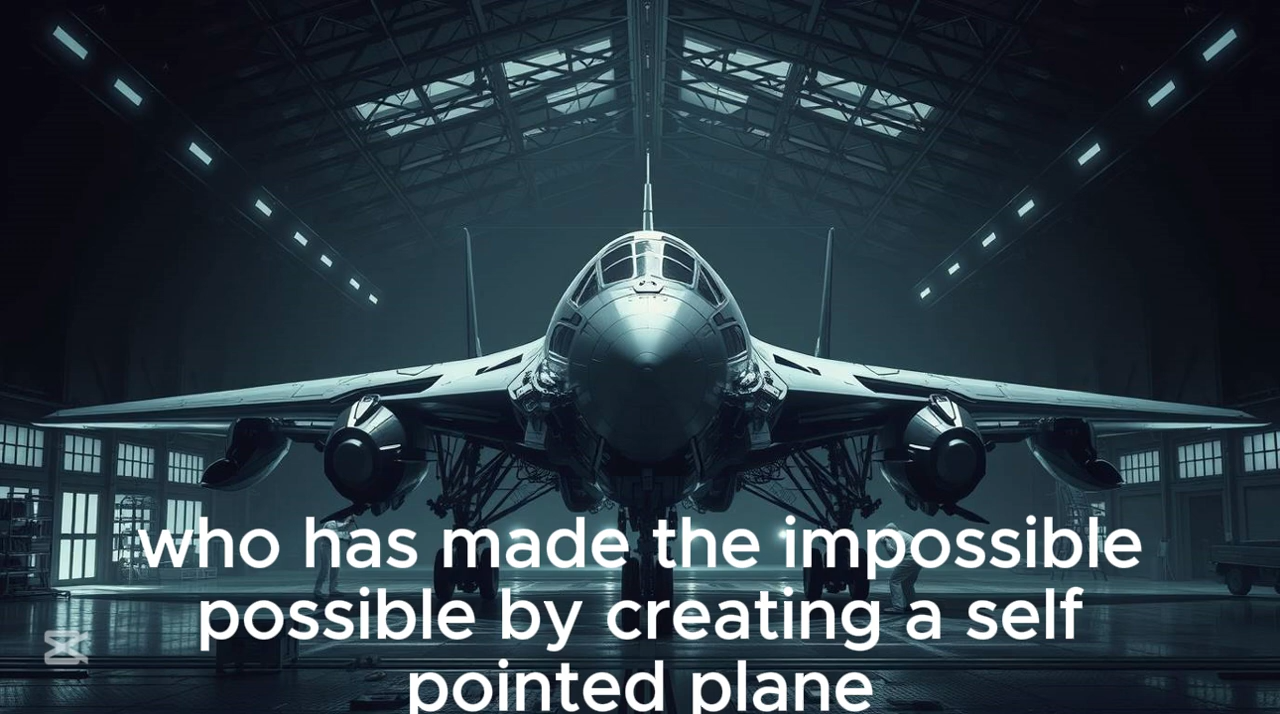 who has made the impossible
possible by creating a self
pointed plane